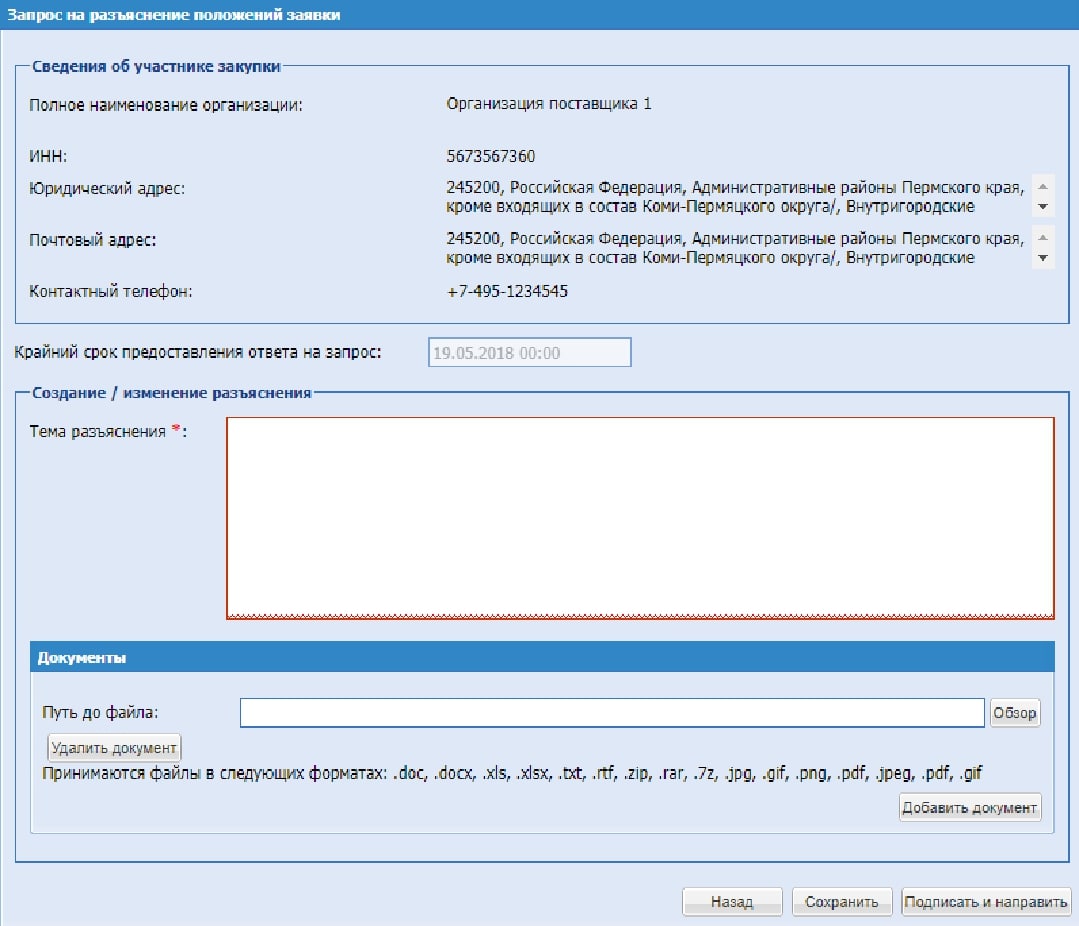 Запрос на разъяснение положений заявки
Сведения об участнике закупки
Полное наименование организации: Организация поставщика 1
ИНН: 5673567360
Юридический адрес: 245200, Российская Федерация, Административные районы Пермского края,
кроме входящих в состав Коми-Пермяцкого округа/, Внутригородские
Почтовый адрес: 245200, Российская Федерация, Административные районы Пермского края,
кроме входящих в состав Коми-Пермяцкого округа/, Внутригородские
Контактный телефон: +7-495-1234545
Крайний срок предоставления ответа на запрос: 19.05.2018 00:00
Создание / изменение разъяснения
Тема разъяснения *:
Документы
Путь до файла: Обзор
Удалить документ
Принимаются файлы в следующих форматах: .doc, .docx, .xls, .xlsx, .txt, .rtf, .zip, .rar, .7z, .jpg, .gif, .png, .pdf, .jpeg, .pdf, .gif
Добавить документ
Назад Сохранить Подписать и направить